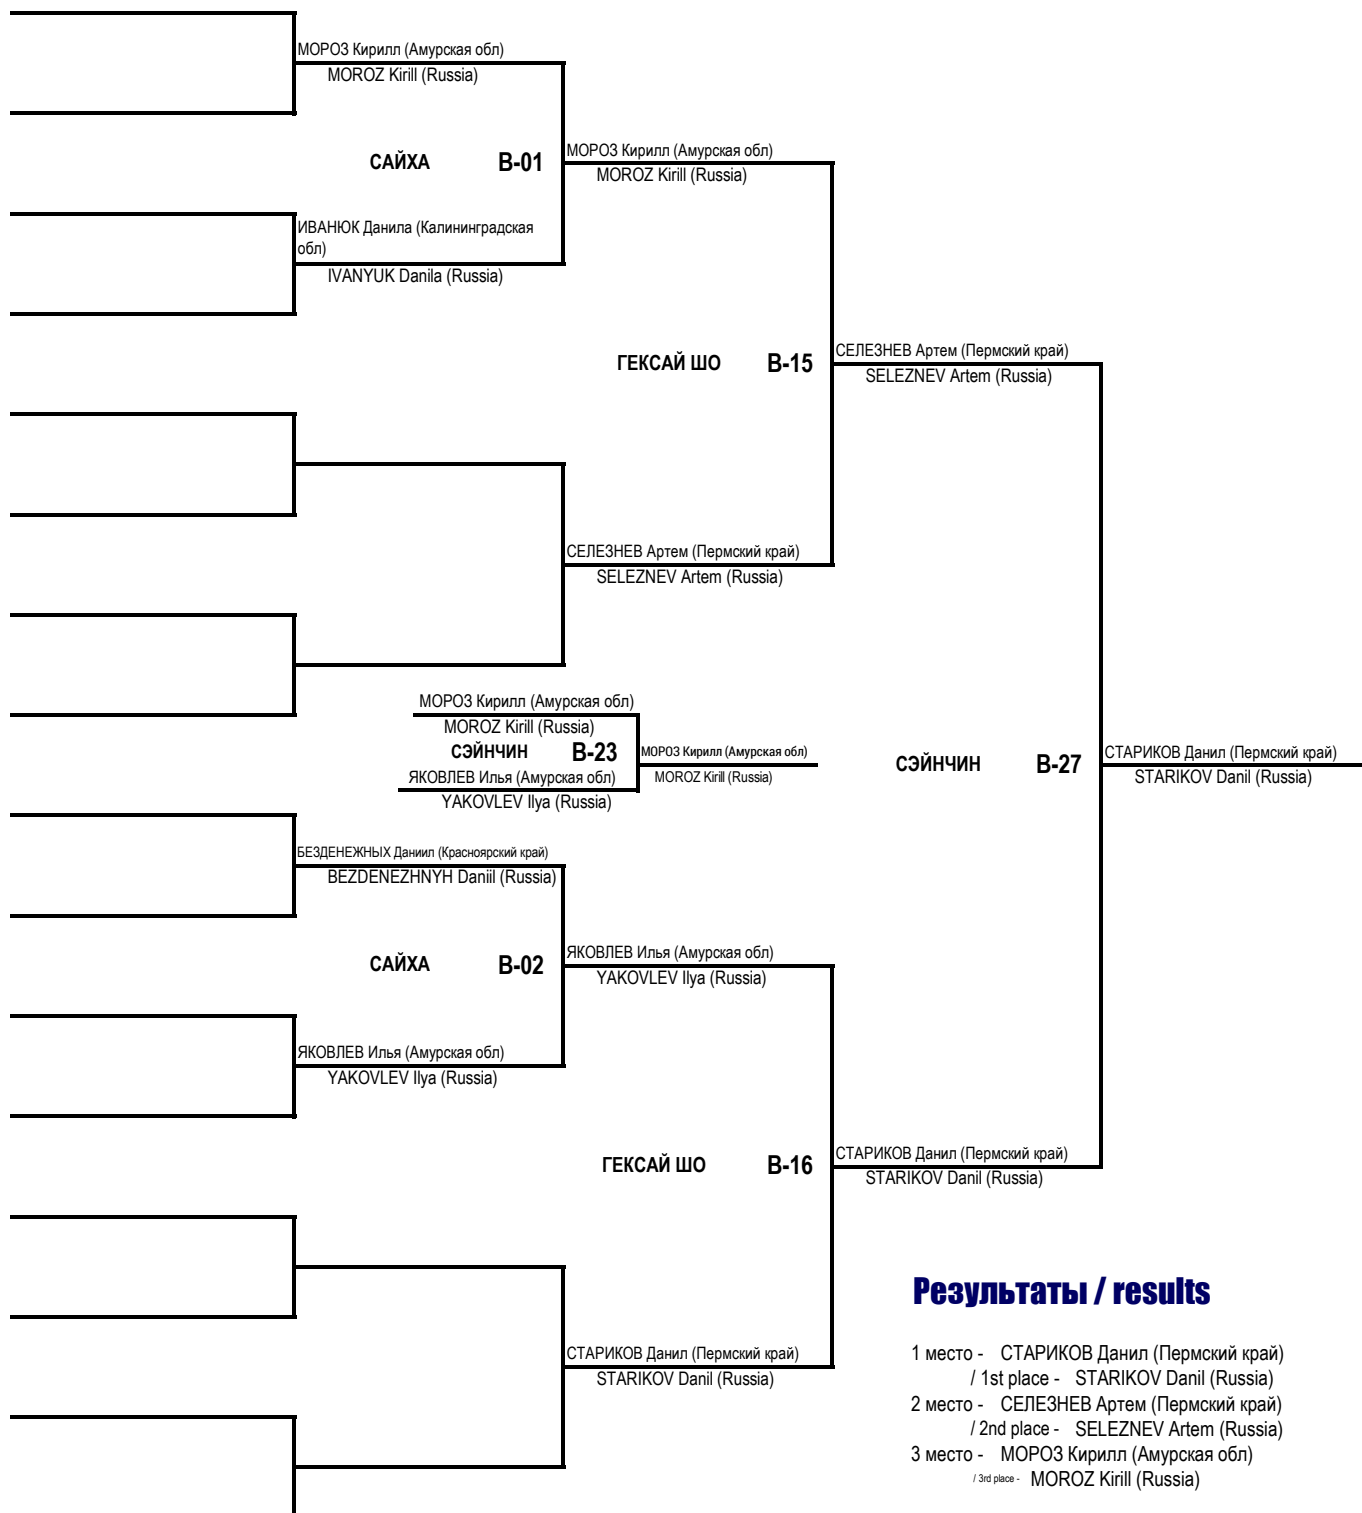 МОРОЗ Кирилл (Амурская обл)
MOROZ Kirill (Russia)
САЙХА B-01
МОРОЗ Кирилл (Амурская обл)
MOROZ Kirill (Russia)
ИВАНЮК Данила (Калининградская
обл)
IVANYUK Danila (Russia)
ГЕКСАЙ ШО B-15
СЕЛЕЗНЕВ Артем (Пермский край)
SELEZNEV Artem (Russia)
СЕЛЕЗНЕВ Артем (Пермский край)
SELEZNEV Artem (Russia)
МОРОЗ Кирилл (Амурская обл)
MOROZ Kirill (Russia)
СЭЙНЧИН B-23
МОРОЗ Кирилл (Амурская обл)
MOROZ Kirill (Russia)
ЯКОВЛЕВ Илья (Амурская обл)
YAKOVLEV Ilya (Russia)
СЭЙНЧИН B-27
СТАРИКОВ Данил (Пермский край)
STARIKOV Danil (Russia)
БЕЗДЕНЕЖНЫХ Даниил (Красноярский край)
BEZDENEZHNYH Daniil (Russia)
САЙХА B-02
ЯКОВЛЕВ Илья (Амурская обл)
YAKOVLEV Ilya (Russia)
ЯКОВЛЕВ Илья (Амурская обл)
YAKOVLEV Ilya (Russia)
ГЕКСАЙ ШО B-16
СТАРИКОВ Данил (Пермский край)
STARIKOV Danil (Russia)
СТАРИКОВ Данил (Пермский край)
STARIKOV Danil (Russia)
Результаты / results
1 место - СТАРИКОВ Данил (Пермский край)
/ 1st place - STARIKOV Danil (Russia)
2 место - СЕЛЕЗНЕВ Артем (Пермский край)
/ 2nd place - SELEZNEV Artem (Russia)
3 место - МОРОЗ Кирилл (Амурская обл)
/ 3rd place - MOROZ Kirill (Russia)